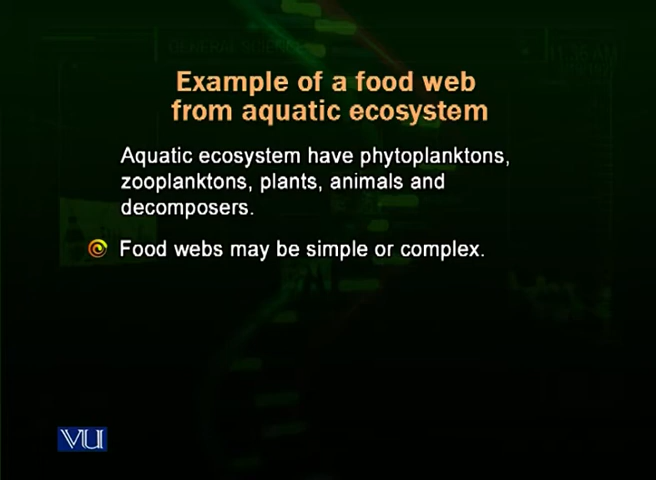 Example of a food web
from aquatic ecosystem
Aquatic ecosystem have phytoplanktons,
zooplanktons, plants, animals and
decomposers.
Food webs may be simple or complex.
VU